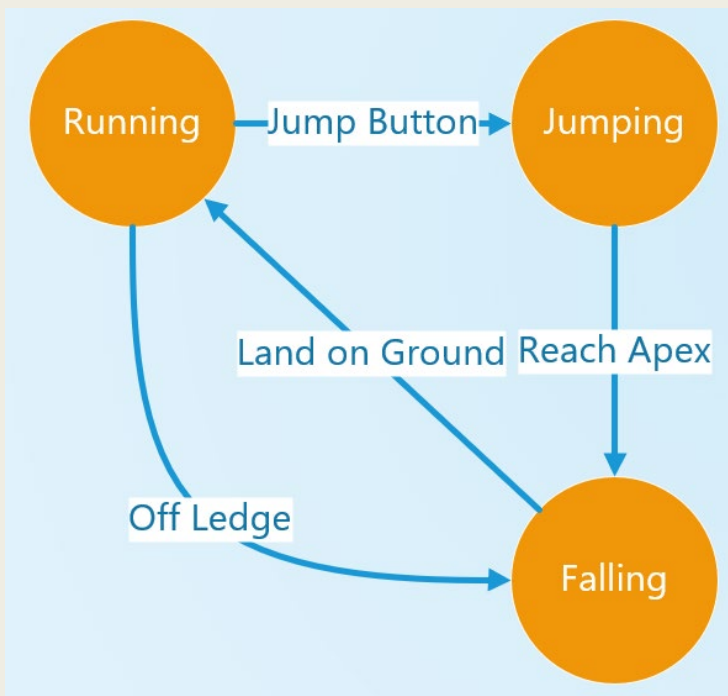 Running
Jump Button
Jumping
Land on Ground
Reach Apex
Off Ledge
Falling